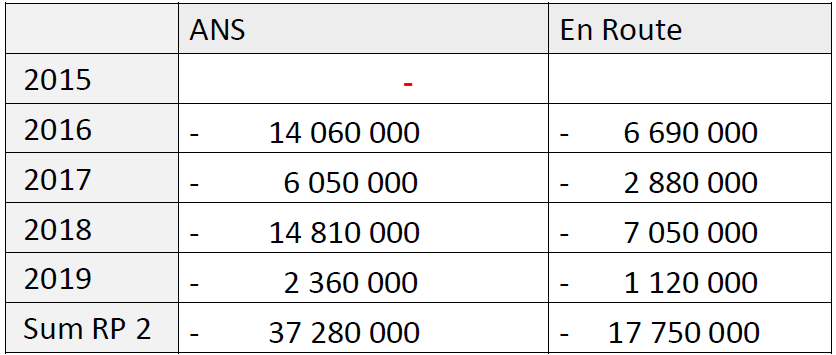 ANS En Route
2015 -
2016 - 14 060 000 - 6 690 000
2017 - 6 050 000 - 2 880 000
2018 - 14 810 000 - 7 050 000
2019 - 2 360 000 - 1 120 000
Sum RP 2 - 37 280 000 - 17 750 000